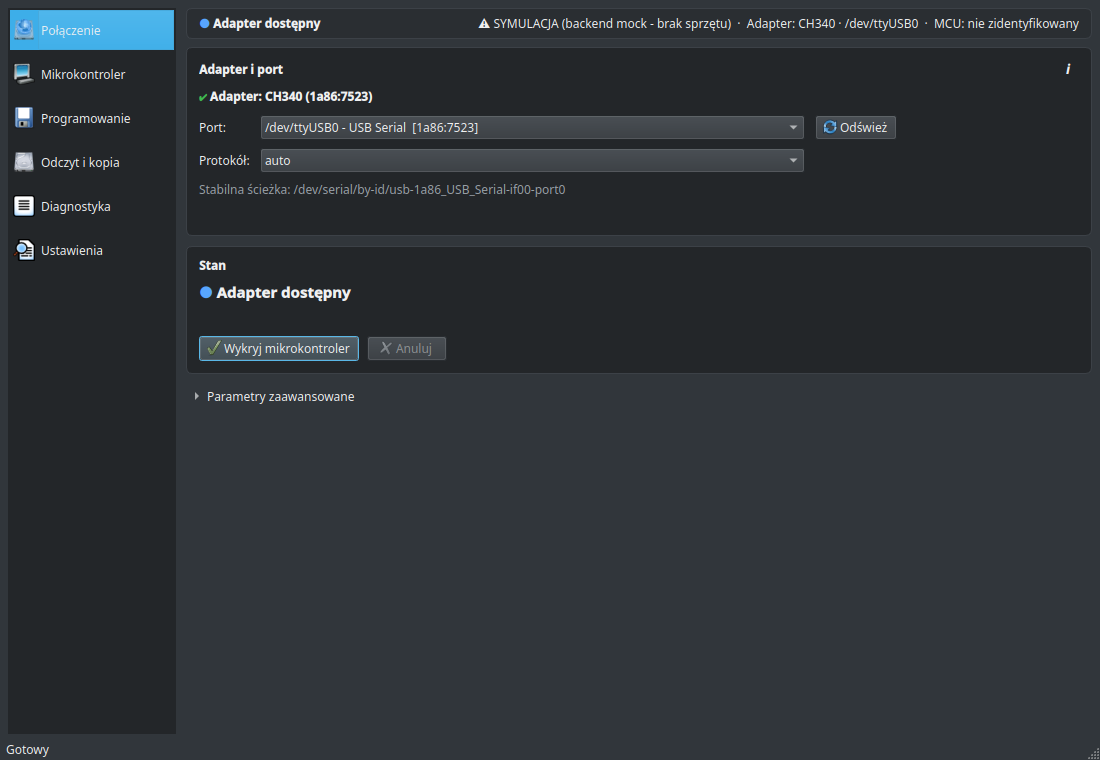 Połączenie
Mikrokontroler
Programowanie
Odczyt i kopia
Diagnostyka
Ustawienia
Adapter dostępny
SYMULACJA (backend mock - brak sprzętu) · Adapter: CH340 · /dev/ttyUSB0 · MCU: nie zidentyfikowany
Adapter i port
i
Adapter: CH340 (1a86:7523)
Port: /dev/ttyUSB0 - USB Serial [1a86:7523] Odśwież
Protokół: auto
Stabilna ścieżka: /dev/serial/by-id/usb-1a86_USB_Serial-if00-port0
Stan
Adapter dostępny
Wykryj mikrokontroler Anuluj
Parametry zaawansowane
Gotowy